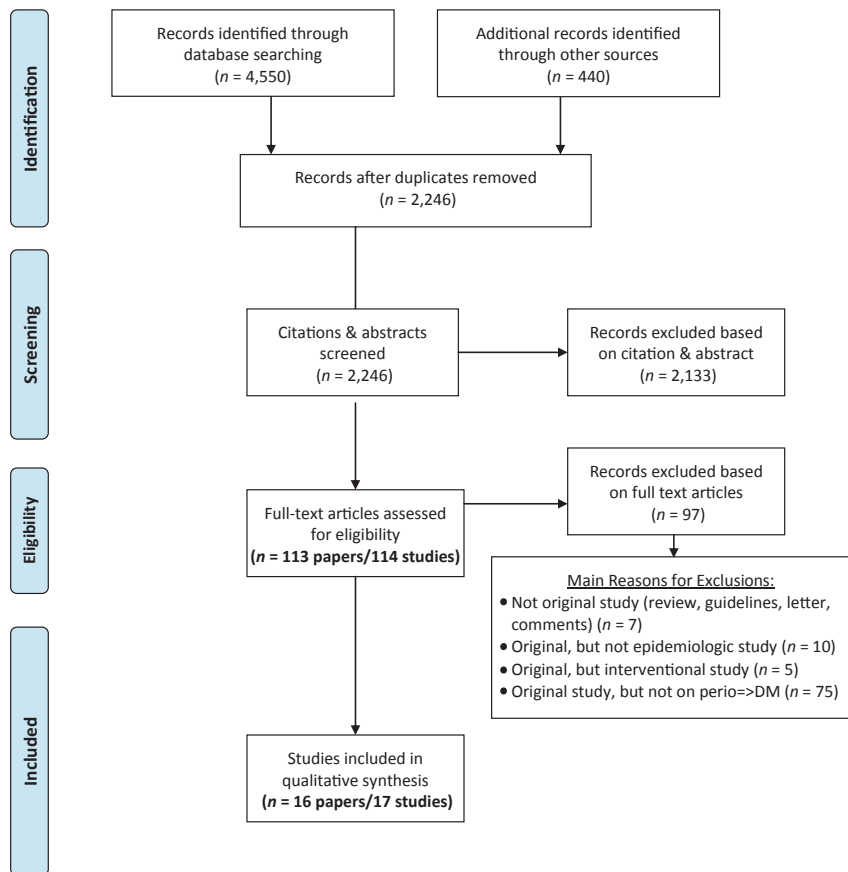 Identification
Records identified through
database searching
(n = 4,550)
Additional records identified
through other sources
(n = 440)
Records after duplicates removed
(n = 2,246)
Screening
Citations & abstracts
screened
(n = 2,246)
Records excluded based
on citation & abstract
(n = 2,133)
Eligibility
Full-text articles assessed
for eligibility
(n = 113 papers/114 studies)
Records excluded based
on full text articles
(n = 97)
Main Reasons for Exclusions:
• Not original study (review, guidelines, letter,
comments) (n = 7)
• Original, but not epidemiologic study (n = 10)
• Original, but interventional study (n = 5)
• Original study, but not on perio=>DM (n = 75)
Included
Studies included in
qualitative synthesis
(n = 16 papers/17 studies)